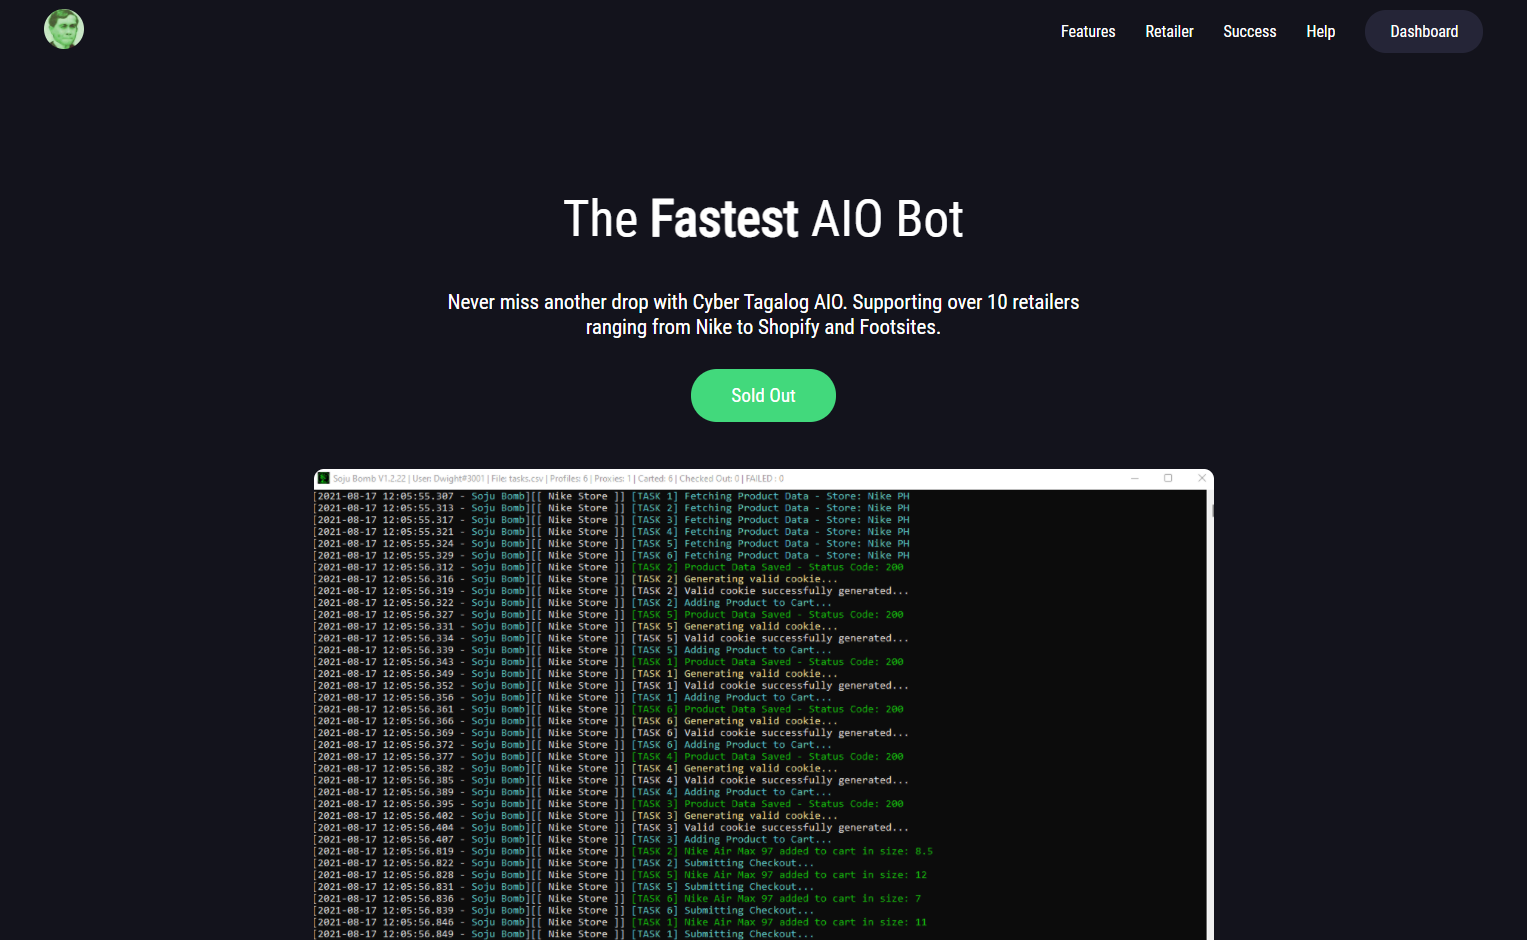 Features Retailer Success Help Dashboard
The Fastest AIO Bot
Never miss another drop with Cyber Tagalog AIO. Supporting over 10 retailers
ranging from Nike to Shopify and Footsites.
Sold Out
Soju Bomb V1.2.22 | User: Dwight#3001 | File: tasks.csv | Profiles: 6 | Proxies: 1 | Carted: 6 | Checked Out: 0 | FAILED : 0
[2021-08-17 12:05:55.307 - Soju Bomb][[ Nike Store ]] [TASK 1] Fetching Product Data - Store: Nike PH
[2021-08-17 12:05:55.313 - Soju Bomb][[ Nike Store ]] [TASK 2] Fetching Product Data - Store: Nike PH
[2021-08-17 12:05:55.317 - Soju Bomb][[ Nike Store ]] [TASK 3] Fetching Product Data - Store: Nike PH
[2021-08-17 12:05:55.321 - Soju Bomb][[ Nike Store ]] [TASK 4] Fetching Product Data - Store: Nike PH
[2021-08-17 12:05:55.324 - Soju Bomb][[ Nike Store ]] [TASK 5] Fetching Product Data - Store: Nike PH
[2021-08-17 12:05:55.329 - Soju Bomb][[ Nike Store ]] [TASK 6] Fetching Product Data - Store: Nike PH
[2021-08-17 12:05:56.312 - Soju Bomb][[ Nike Store ]] [TASK 2] Product Data Saved - Status Code: 200
[2021-08-17 12:05:56.316 - Soju Bomb][[ Nike Store ]] [TASK 2] Generating valid cookie...
[2021-08-17 12:05:56.319 - Soju Bomb][[ Nike Store ]] [TASK 2] Valid cookie successfully generated...
[2021-08-17 12:05:56.322 - Soju Bomb][[ Nike Store ]] [TASK 2] Adding Product to Cart...
[2021-08-17 12:05:56.327 - Soju Bomb][[ Nike Store ]] [TASK 5] Product Data Saved - Status Code: 200
[2021-08-17 12:05:56.331 - Soju Bomb][[ Nike Store ]] [TASK 5] Generating valid cookie...
[2021-08-17 12:05:56.334 - Soju Bomb][[ Nike Store ]] [TASK 5] Valid cookie successfully generated...
[2021-08-17 12:05:56.339 - Soju Bomb][[ Nike Store ]] [TASK 5] Adding Product to Cart...
[2021-08-17 12:05:56.343 - Soju Bomb][[ Nike Store ]] [TASK 1] Product Data Saved - Status Code: 200
[2021-08-17 12:05:56.349 - Soju Bomb][[ Nike Store ]] [TASK 1] Generating valid cookie...
[2021-08-17 12:05:56.352 - Soju Bomb][[ Nike Store ]] [TASK 1] Valid cookie successfully generated...
[2021-08-17 12:05:56.356 - Soju Bomb][[ Nike Store ]] [TASK 1] Adding Product to Cart...
[2021-08-17 12:05:56.361 - Soju Bomb][[ Nike Store ]] [TASK 6] Product Data Saved - Status Code: 200
[2021-08-17 12:05:56.366 - Soju Bomb][[ Nike Store ]] [TASK 6] Generating valid cookie...
[2021-08-17 12:05:56.369 - Soju Bomb][[ Nike Store ]] [TASK 6] Valid cookie successfully generated...
[2021-08-17 12:05:56.372 - Soju Bomb][[ Nike Store ]] [TASK 6] Adding Product to Cart...
[2021-08-17 12:05:56.377 - Soju Bomb][[ Nike Store ]] [TASK 4] Product Data Saved - Status Code: 200
[2021-08-17 12:05:56.382 - Soju Bomb][[ Nike Store ]] [TASK 4] Generating valid cookie...
[2021-08-17 12:05:56.385 - Soju Bomb][[ Nike Store ]] [TASK 4] Valid cookie successfully generated...
[2021-08-17 12:05:56.389 - Soju Bomb][[ Nike Store ]] [TASK 4] Adding Product to Cart...
[2021-08-17 12:05:56.395 - Soju Bomb][[ Nike Store ]] [TASK 3] Product Data Saved - Status Code: 200
[2021-08-17 12:05:56.402 - Soju Bomb][[ Nike Store ]] [TASK 3] Generating valid cookie...
[2021-08-17 12:05:56.404 - Soju Bomb][[ Nike Store ]] [TASK 3] Valid cookie successfully generated...
[2021-08-17 12:05:56.407 - Soju Bomb][[ Nike Store ]] [TASK 3] Adding Product to Cart...
[2021-08-17 12:05:56.819 - Soju Bomb][[ Nike Store ]] [TASK 2] Nike Air Max 97 added to cart in size: 8.5
[2021-08-17 12:05:56.822 - Soju Bomb][[ Nike Store ]] [TASK 2] Submitting Checkout...
[2021-08-17 12:05:56.828 - Soju Bomb][[ Nike Store ]] [TASK 5] Nike Air Max 97 added to cart in size: 12
[2021-08-17 12:05:56.831 - Soju Bomb][[ Nike Store ]] [TASK 5] Submitting Checkout...
[2021-08-17 12:05:56.836 - Soju Bomb][[ Nike Store ]] [TASK 6] Nike Air Max 97 added to cart in size: 7
[2021-08-17 12:05:56.839 - Soju Bomb][[ Nike Store ]] [TASK 6] Submitting Checkout...
[2021-08-17 12:05:56.846 - Soju Bomb][[ Nike Store ]] [TASK 1] Nike Air Max 97 added to cart in size: 11
[2021-08-17 12:05:56.849 - Soju Bomb][[ Nike Store ]] [TASK 1] Submitting Checkout...